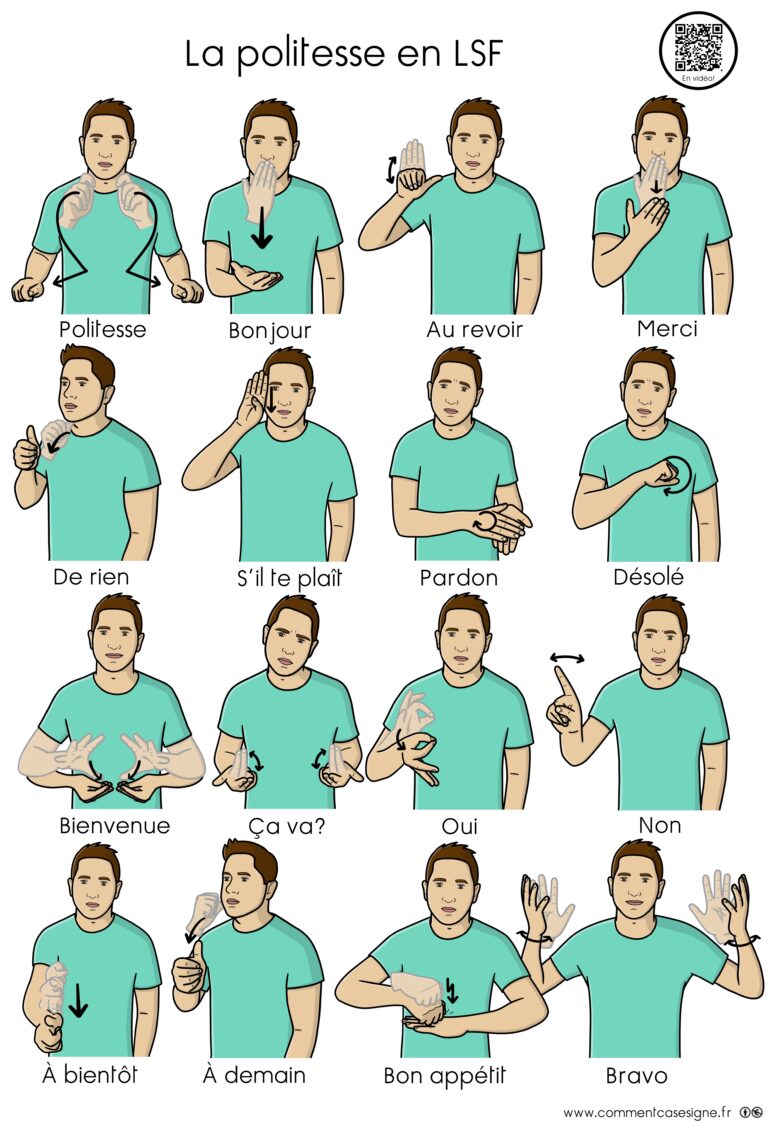 La politesse en LSF
En vidéo!
Politesse
Bonjour
Au revoir
Merci
De rien
S'il te plaît
Pardon
Désolé
Bienvenue
Ça va?
Oui
Non
À bientôt
À demain
Bon appétit
Bravo
www.commentcasesigne.fr